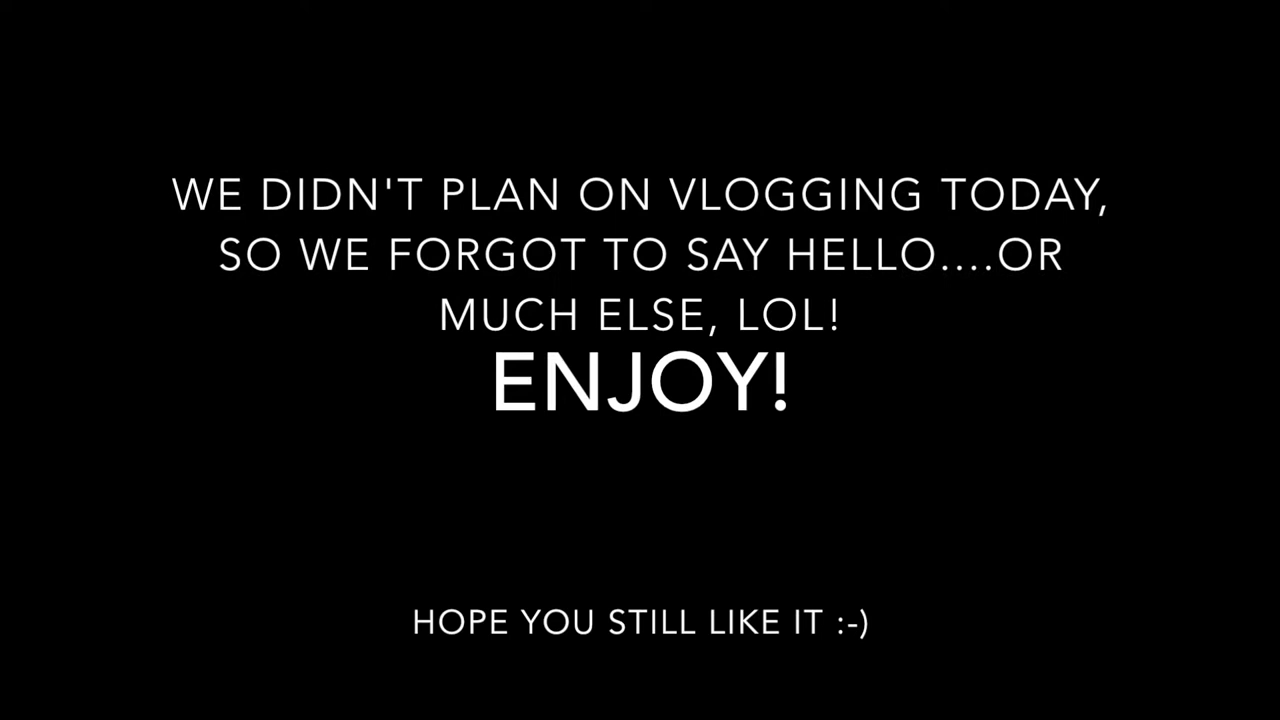 WE DIDN'T PLAN ON VLOGGING TODAY,
SO WE FORGOT TO SAY HELLO....OR
MUCH ELSE, LOL!
ENJOY!
HOPE YOU STILL LIKE IT :-)